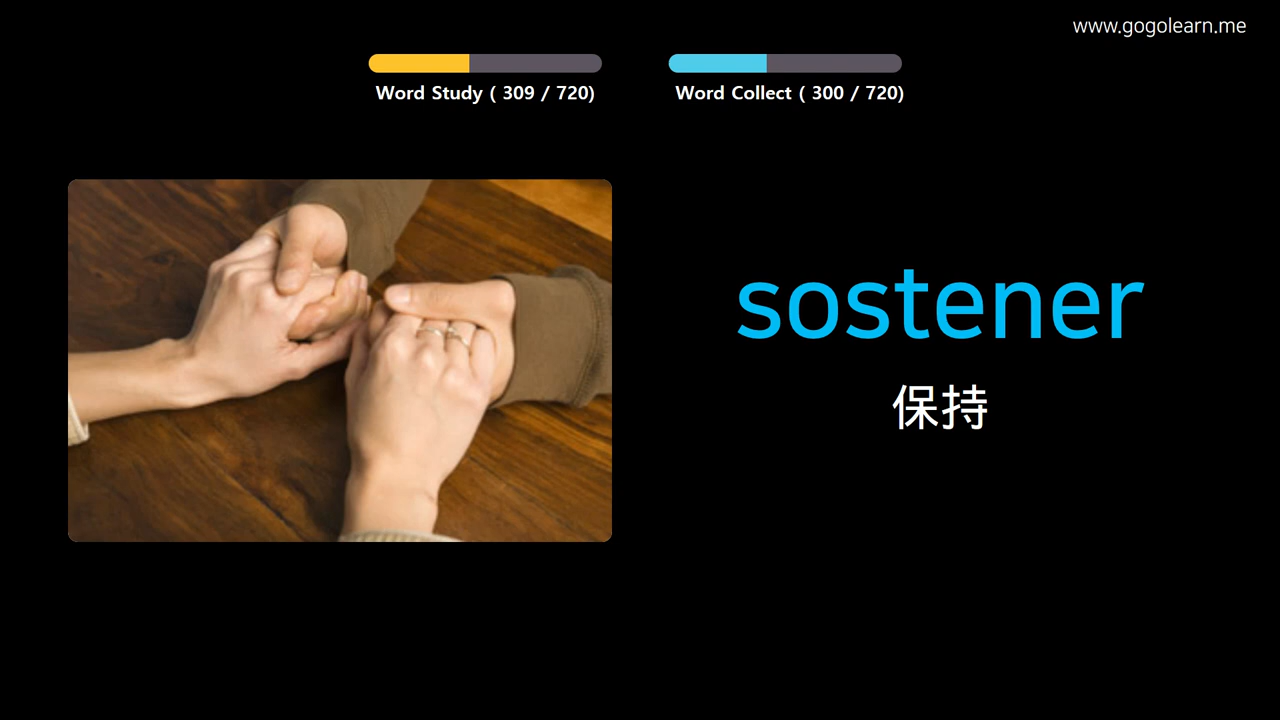 www.gogolearn.me
Word Study ( 309 / 720)
Word Collect ( 300 / 720)
sostener
保持